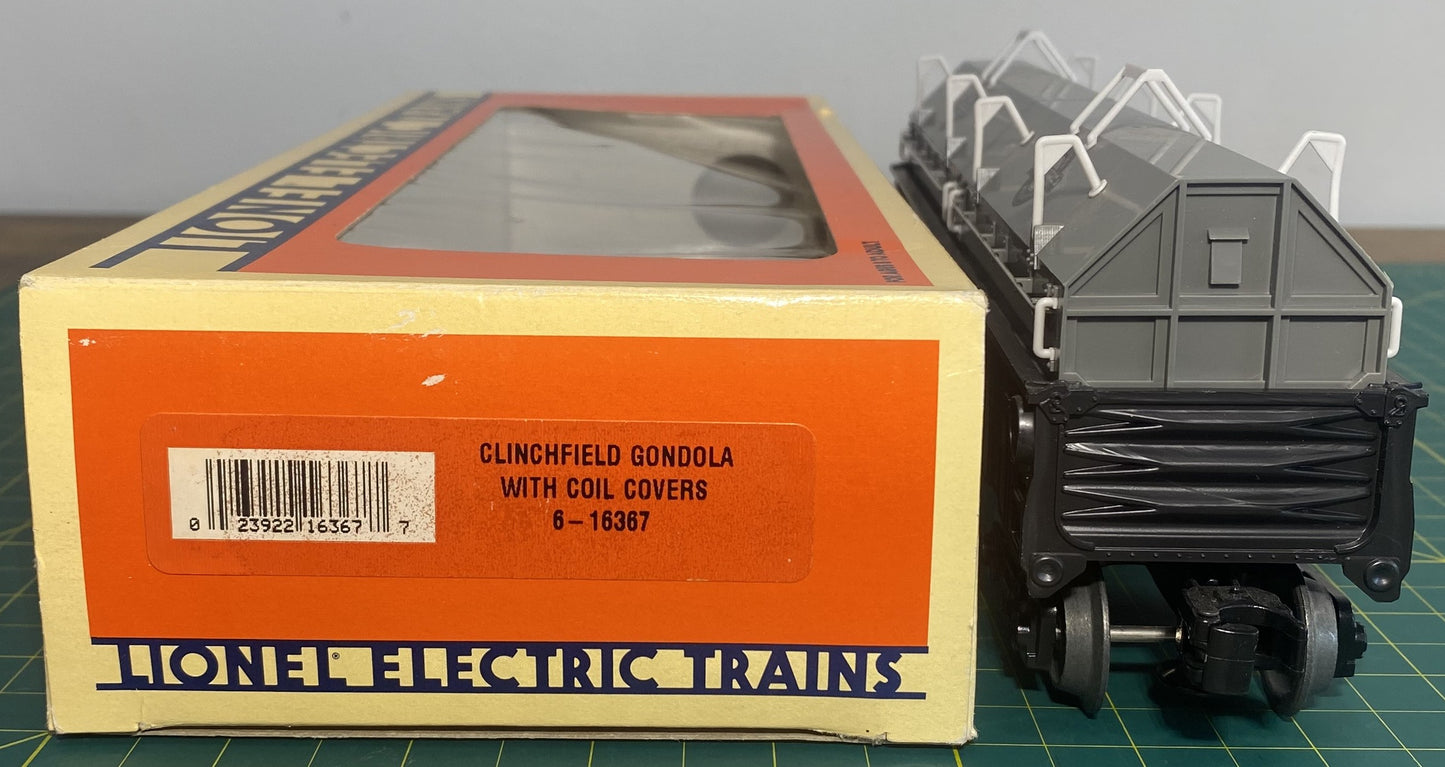 LIONEL ELECTRIC TRAINS
CLINCHFIELD GONDOLA
WITH COIL COVERS
6-16367
0 23922 16367 7
LIONEL® ELECTRIC TRAINS